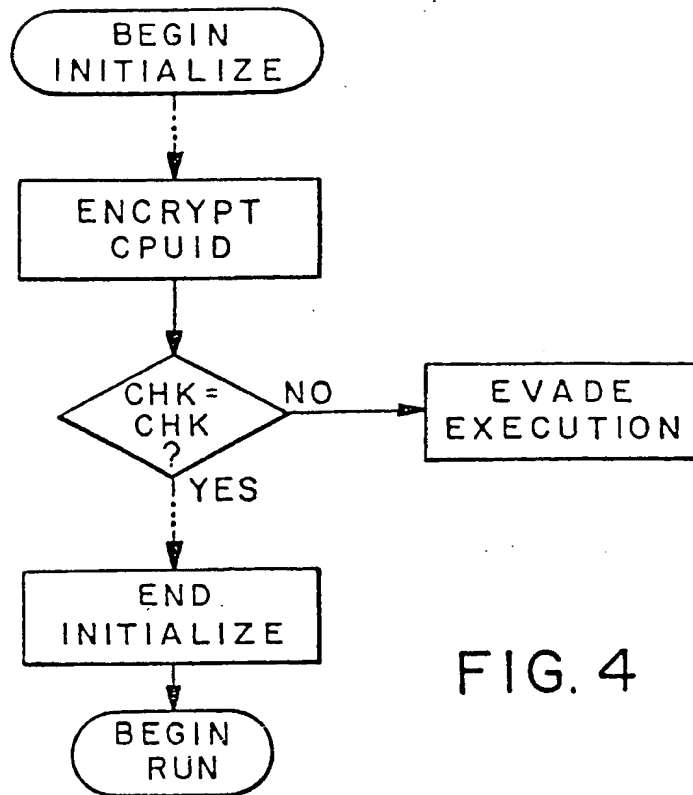 BEGIN
INITIALIZE
ENCRYPT
CPUID
CHK =
CHK
?
NO
EVADE
EXECUTION
YES
END
INITIALIZE
BEGIN
RUN
FIG. 4